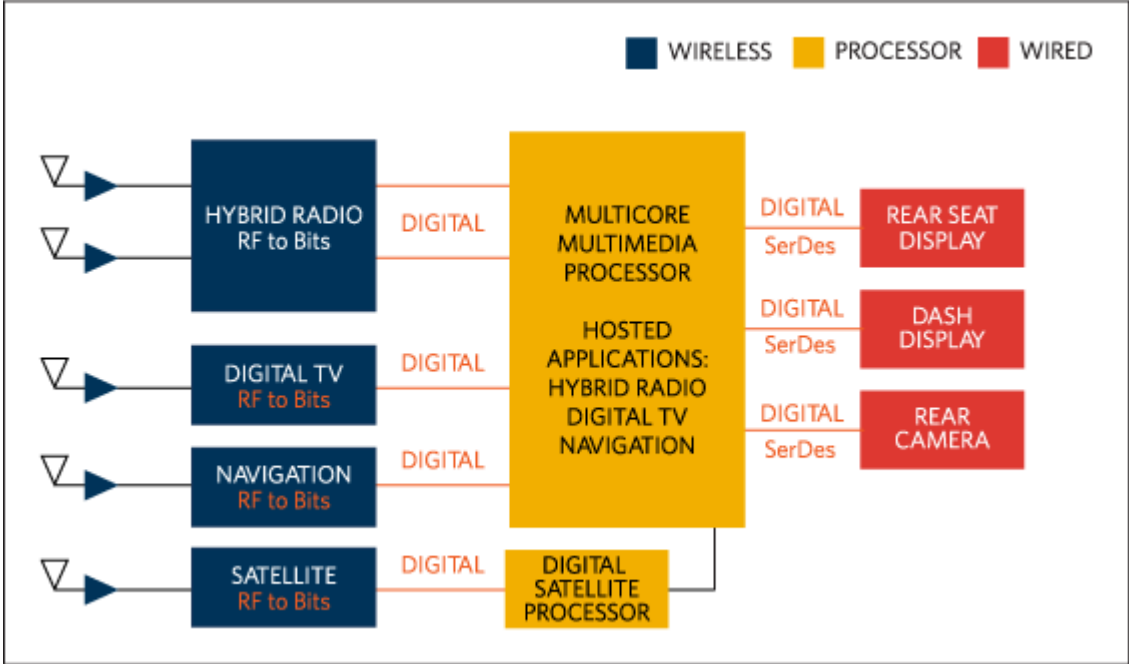 WIRELESS
PROCESSOR
WIRED
HYBRID RADIO
RF to Bits
DIGITAL
MULTICORE
MULTIMEDIA
PROCESSOR
HOSTED
APPLICATIONS:
HYBRID RADIO
DIGITAL TV
NAVIGATION
DIGITAL
SerDes
REAR SEAT
DISPLAY
DIGITAL TV
RF to Bits
DIGITAL
DIGITAL
SerDes
DASH
DISPLAY
NAVIGATION
RF to Bits
DIGITAL
DIGITAL
SerDes
REAR
CAMERA
SATELLITE
RF to Bits
DIGITAL
DIGITAL
SATELLITE
PROCESSOR